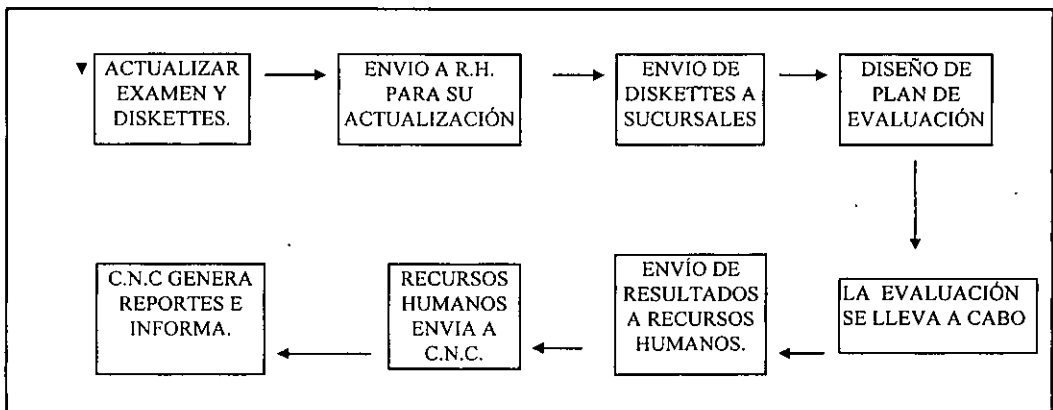 ACTUALIZAR
EXAMEN Y
DISKETTES.
ENVIO A R.H.
PARA SU
ACTUALIZACIÓN
ENVIO DE
DISKETTES A
SUCURSALES
DISEÑO DE
PLAN DE
EVALUACIÓN
LA EVALUACIÓN
SE LLEVA A CABO
ENVÍO DE
RESULTADOS
A RECURSOS
HUMANOS.
RECURSOS
HUMANOS
ENVIA A
C.N.C.
C.N.C GENERA
REPORTES E
INFORMA.